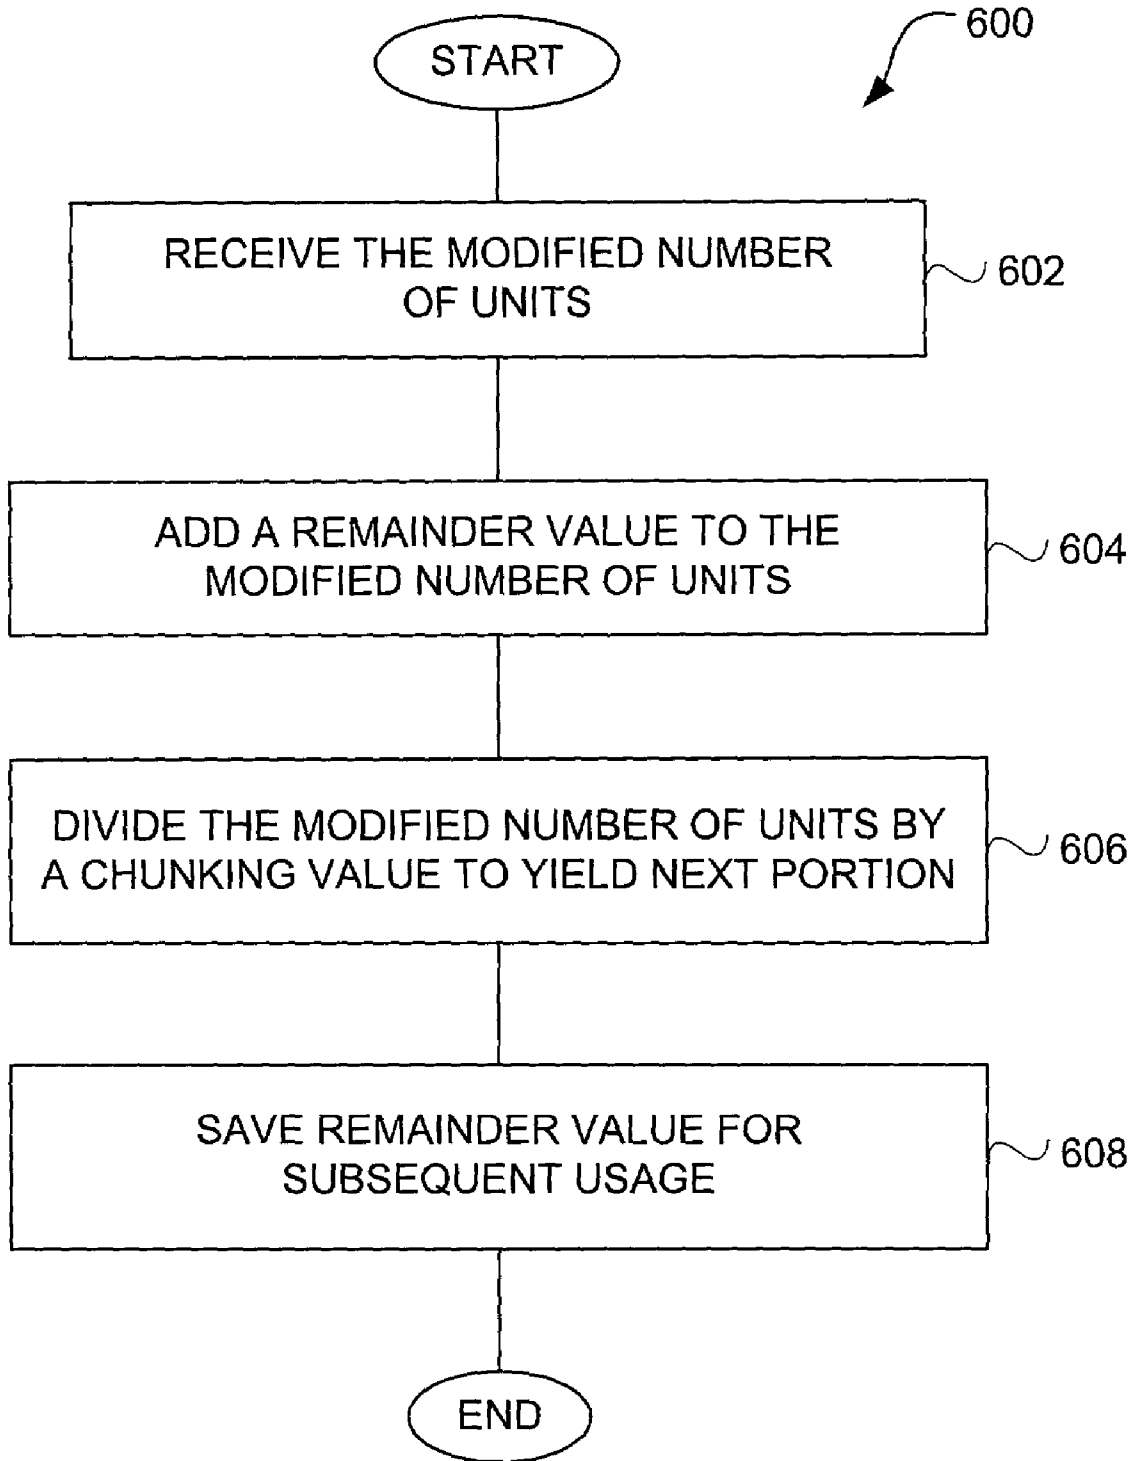 600
START
RECEIVE THE MODIFIED NUMBER
OF UNITS
602
ADD A REMAINDER VALUE TO THE
MODIFIED NUMBER OF UNITS
604
DIVIDE THE MODIFIED NUMBER OF UNITS BY
A CHUNKING VALUE TO YIELD NEXT PORTION
606
SAVE REMAINDER VALUE FOR
SUBSEQUENT USAGE
608
END